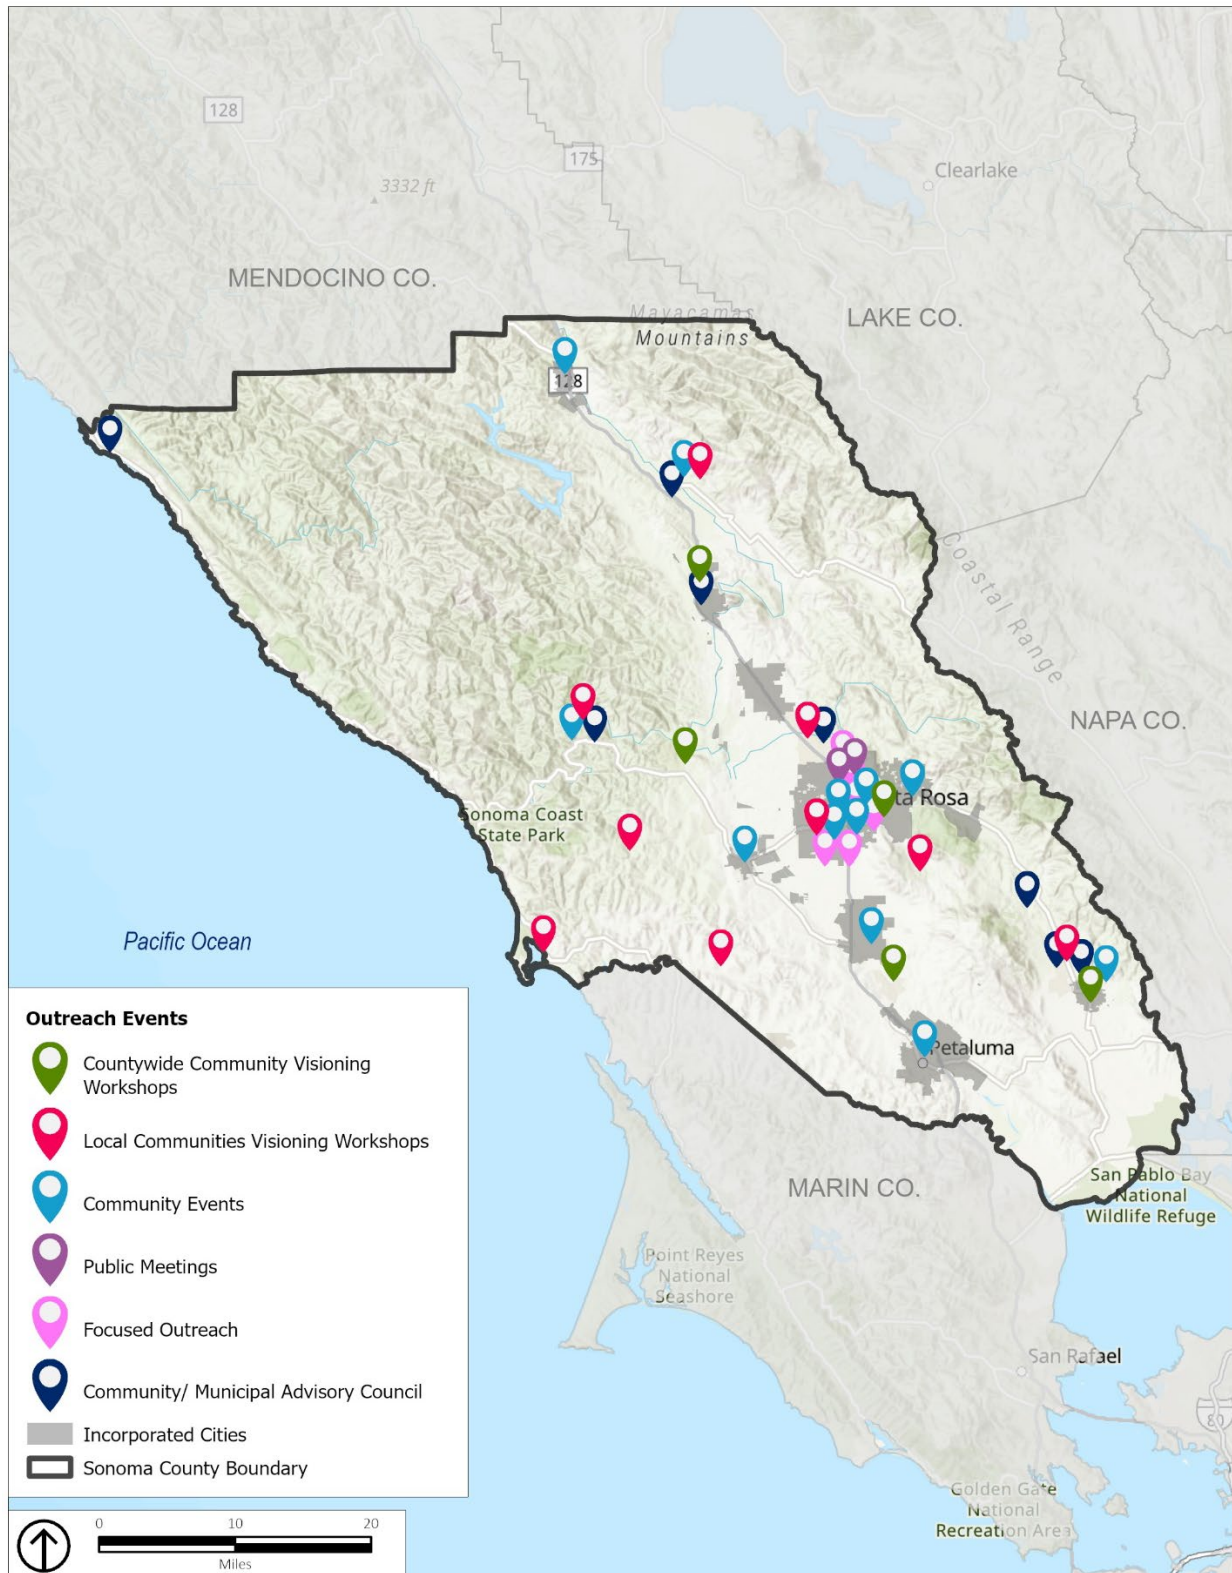 128
175
Clearlake
3332 ft
MENDOCINO CO.
LAKE CO.
Mayacamas
Mountains
128
Coastal Range
NAPA CO.
ta Rosa
Sonoma Coast
State Park
Pacific Ocean
Petaluma
MARIN CO.
San Pablo Bay
National
Wildlife Refuge
Point Reyes
National
Seashore
San Rafael
80
Golden Gate
National
Recreation Area
Outreach Events
Countywide Community Visioning
Workshops
Local Communities Visioning Workshops
Community Events
Public Meetings
Focused Outreach
Community/ Municipal Advisory Council
Incorporated Cities
Sonoma County Boundary
0 10 20
Miles